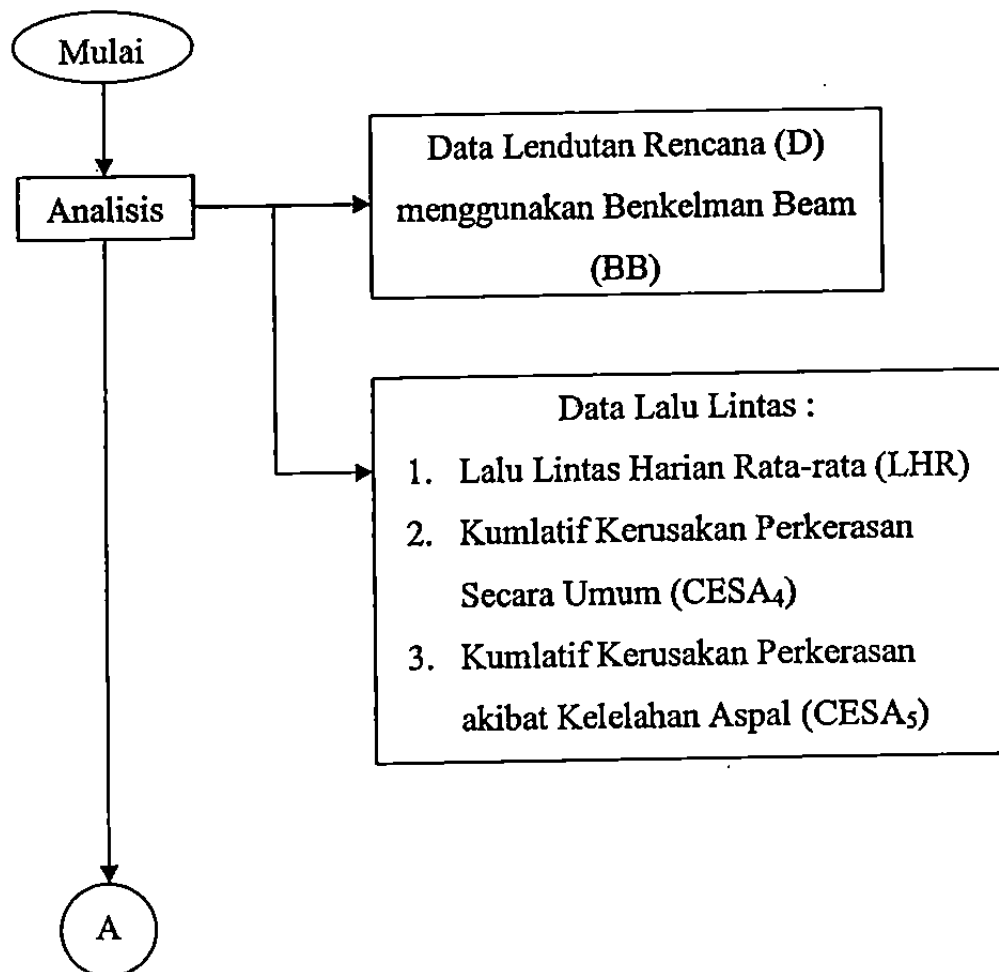 Mulai
Analisis
Data Lendutan Rencana (D)
menggunakan Benkelman Beam
(BB)
Data Lalu Lintas :
1. Lalu Lintas Harian Rata-rata (LHR)
2. Kumlatif Kerusakan Perkerasan
Secara Umum (CESA₄)
3. Kumlatif Kerusakan Perkerasan
akibat Kelelahan Aspal (CESA₅)
A